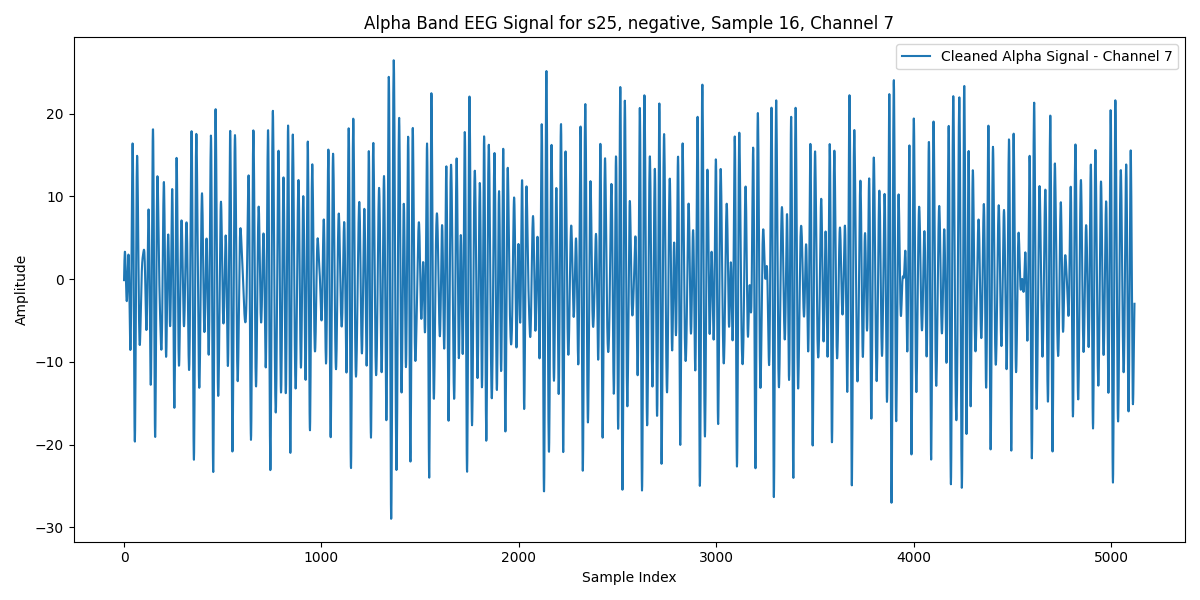 Alpha Band EEG Signal for s25, negative, Sample 16, Channel 7
Cleaned Alpha Signal - Channel 7
Amplitude
20
10
0
−10
−20
−30
0 1000 2000 3000 4000 5000
Sample Index